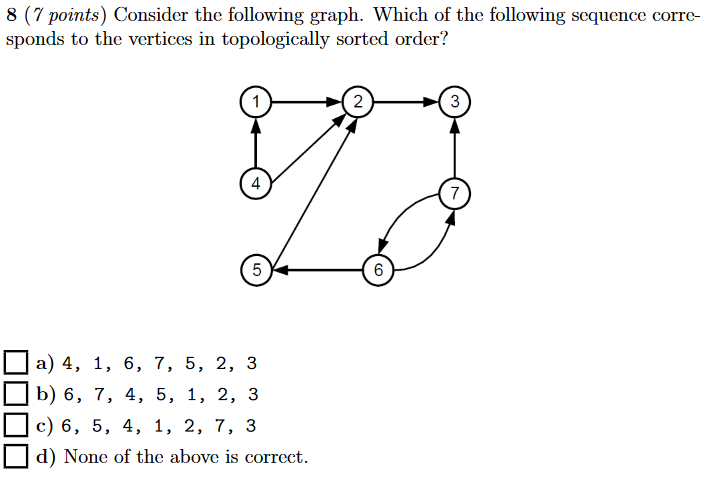 8 (7 points) Consider the following graph. Which of the following sequence corre-
sponds to the vertices in topologically sorted order?
1
2
3
4
7
5
6
a) 4, 1, 6, 7, 5, 2, 3
b) 6, 7, 4, 5, 1, 2, 3
c) 6, 5, 4, 1, 2, 7, 3
d) None of the above is correct.